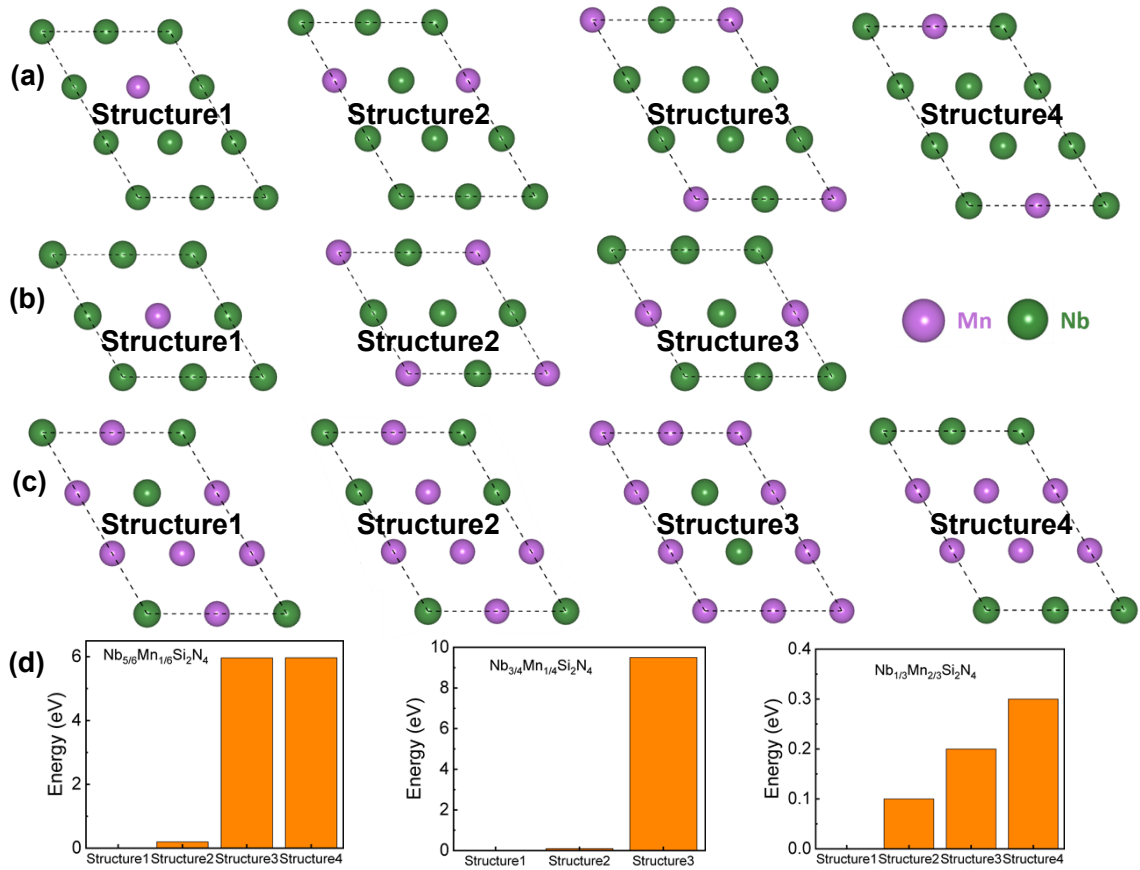 (a)
Structure1
Structure2
Structure3
Structure4
(b)
Structure1
Structure2
Structure3
Mn
Nb
(c)
Structure1
Structure2
Structure3
Structure4
(d)
Nb5/6Mn1/6Si2N4
Energy (eV)
6
4
2
0
Structure1 Structure2 Structure3 Structure4
Nb3/4Mn1/4Si2N4
Energy (eV)
10
8
6
4
2
0
Structure1 Structure2 Structure3
Nb1/3Mn2/3Si2N4
Energy (eV)
0.4
0.3
0.2
0.1
0.0
Structure1 Structure2 Structure3 Structure4